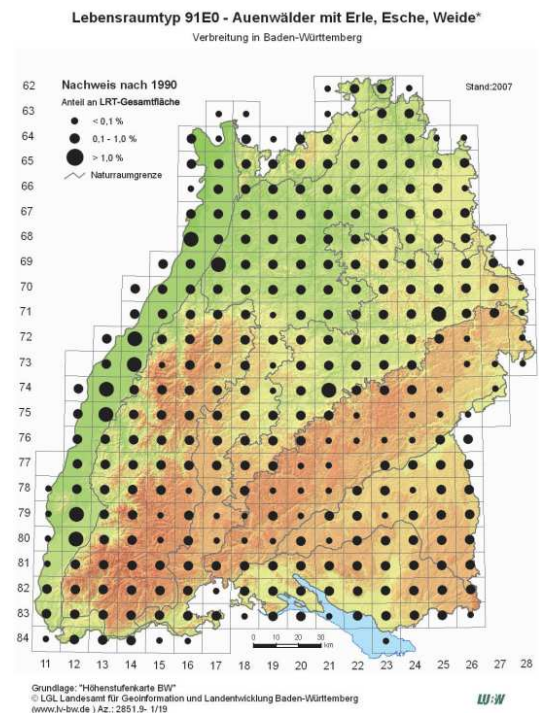 Lebensraumtyp 91E0 - Auenwälder mit Erle, Esche, Weide*
Verbreitung in Baden-Württemberg
Nachweis nach 1990
Anteil an LRT-Gesamtfläche
< 0,1 %
0,1 - 1,0 %
> 1,0 %
Naturraumgrenze
Stand:2007
62
63
64
65
66
67
68
69
70
71
72
73
74
75
76
77
78
79
80
81
82
83
84
0 10 20 30
km
11 12 13 14 15 16 17 18 19 20 21 22 23 24 25 26 27 28
Grundlage: "Höhenstufenkarte BW"
© LGL Landesamt für Geoinformation und Landentwicklung Baden-Württemberg
(www.lv-bw.de ) Az.: 2851.9- 1/19
LU:W